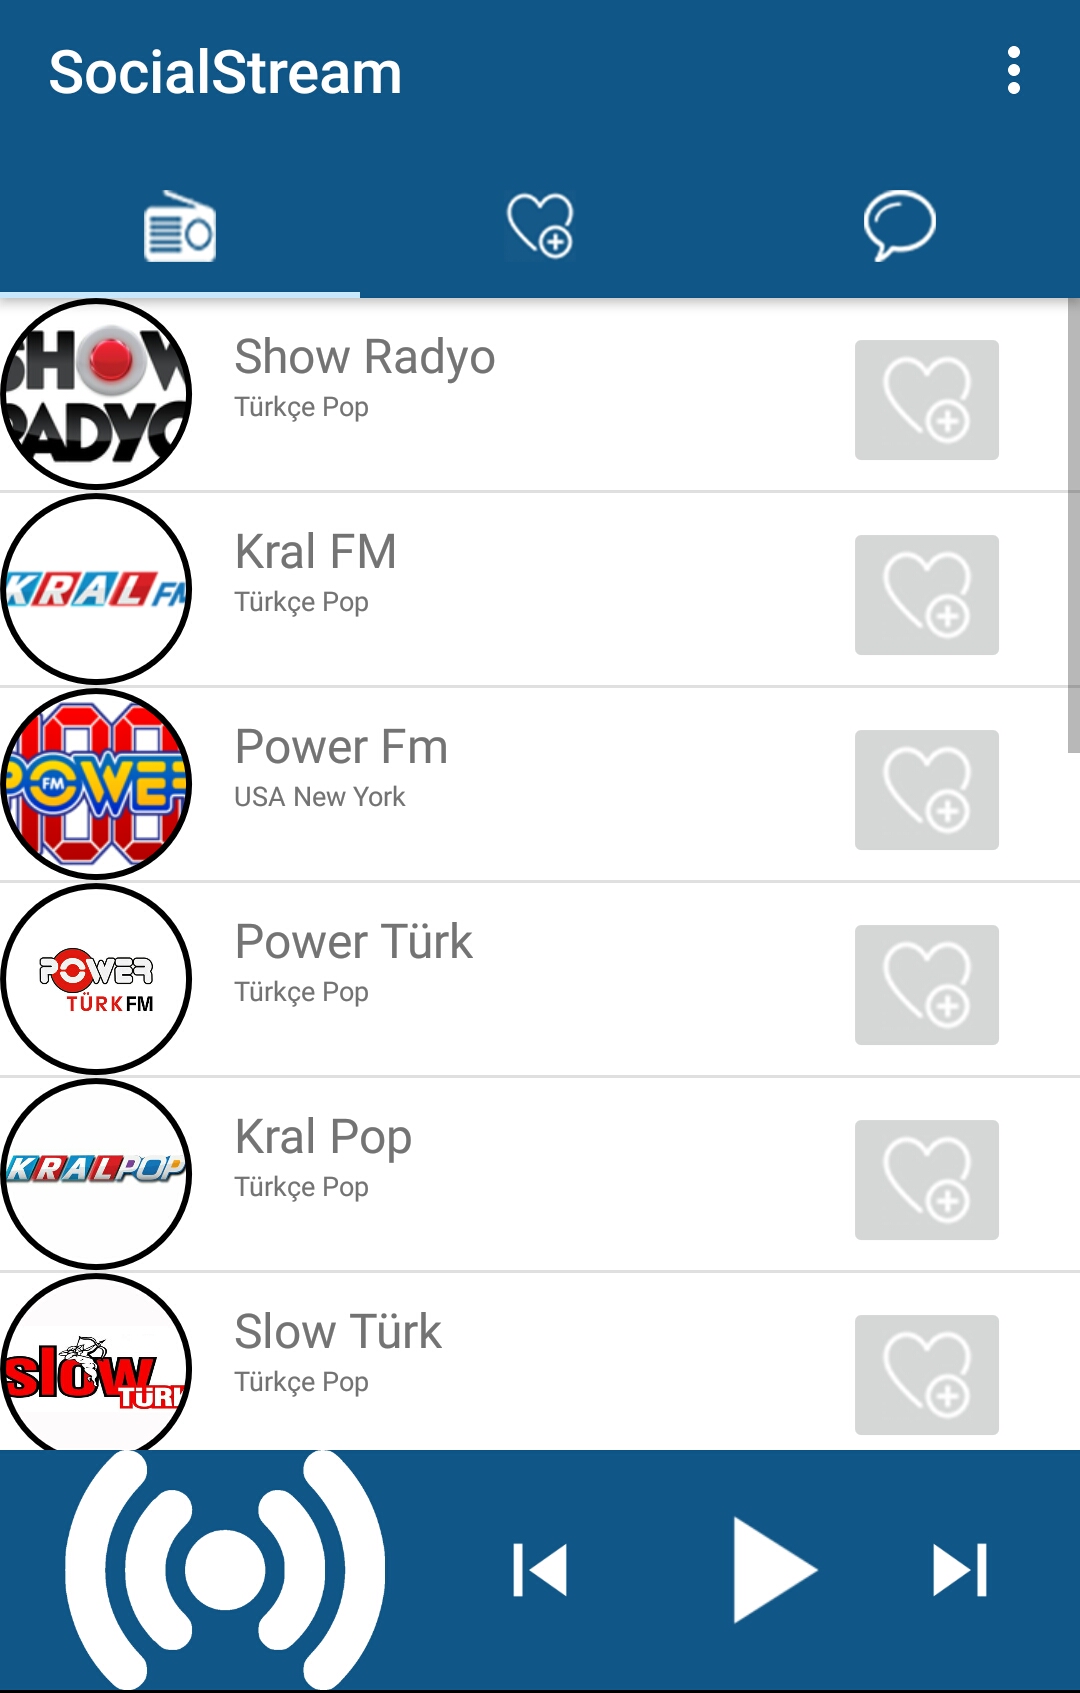 SocialStream
SHOW
RADYO
Show Radyo
Türkçe Pop
KRAL FM
Kral FM
Türkçe Pop
100
POWER
FM
Power Fm
USA New York
POWER
TÜRK FM
Power Türk
Türkçe Pop
KRAL POP
Kral Pop
Türkçe Pop
slow
TÜRK
Slow Türk
Türkçe Pop